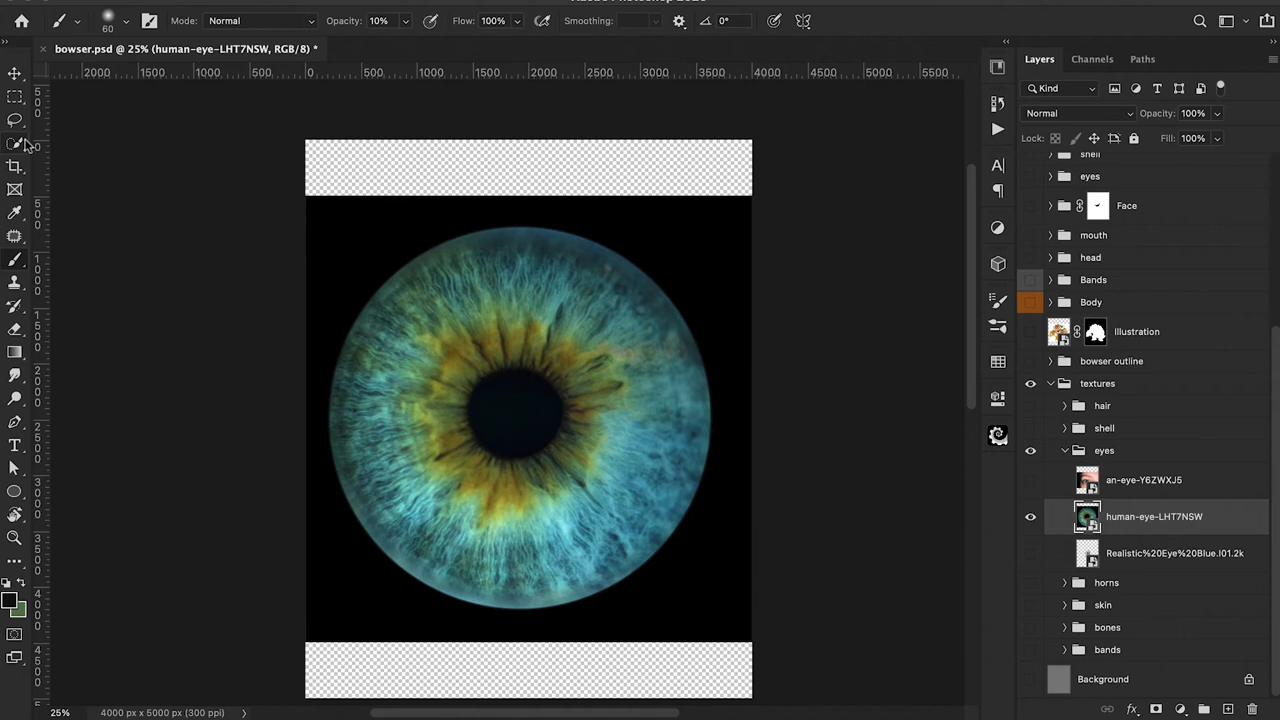 60
Mode: Normal
Opacity: 10%
Flow: 100%
Smoothing:
0°
bowser.psd @ 25% (human-eye-LHT7NSW, RGB/8) *
2000 1500 1000 500 0 500 1000 1500 2000 2500 3000 3500 4000 4500 5000 5500
Layers Channels Paths
Kind
Normal
Opacity: 100%
Lock:
Fill: 100%
shell
eyes
Face
mouth
head
Bands
Body
Illustration
bowser outline
textures
hair
shell
eyes
an-eye-Y6ZWXJ5
human-eye-LHT7NSW
Realistic%20Eye%20Blue.I01.2k
horns
skin
bones
bands
Background
25%
4000 px x 5000 px (300 ppi)